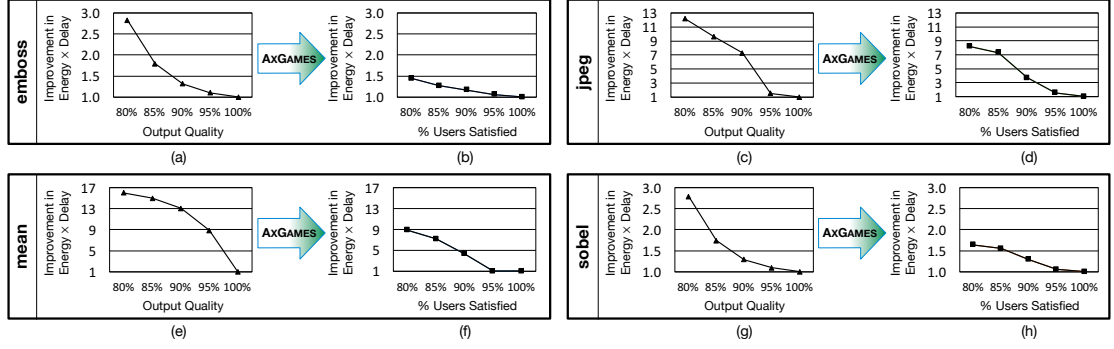 emboss
Improvement in
Energy × Delay
3.0
2.5
2.0
1.5
1.0
80% 85% 90% 95% 100%
Output Quality
(a)
AXGAMES
Improvement in
Energy × Delay
3.0
2.5
2.0
1.5
1.0
80% 85% 90% 95% 100%
% Users Satisfied
(b)
jpeg
Improvement in
Energy × Delay
13
11
9
7
5
3
1
80% 85% 90% 95% 100%
Output Quality
(c)
AXGAMES
Improvement in
Energy × Delay
13
11
9
7
5
3
1
80% 85% 90% 95% 100%
% Users Satisfied
(d)
mean
Improvement in
Energy × Delay
17
13
9
5
1
80% 85% 90% 95% 100%
Output Quality
(e)
AXGAMES
Improvement in
Energy × Delay
17
13
9
5
1
80% 85% 90% 95% 100%
% Users Satisfied
(f)
sobel
Improvement in
Energy × Delay
3.0
2.5
2.0
1.5
1.0
80% 85% 90% 95% 100%
Output Quality
(g)
AXGAMES
Improvement in
Energy × Delay
3.0
2.5
2.0
1.5
1.0
80% 85% 90% 95% 100%
% Users Satisfied
(h)